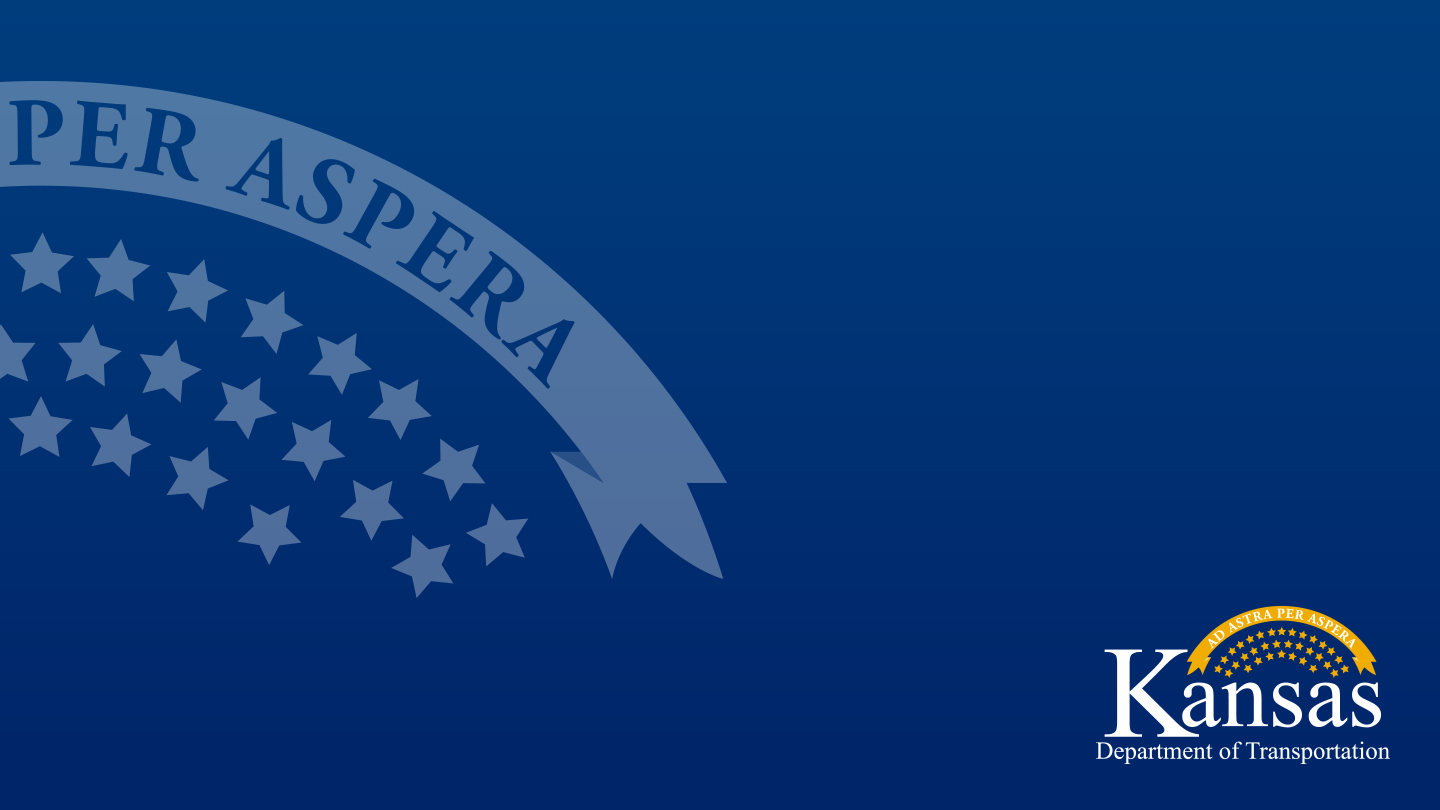 PER ASPERA
AD ASTRA PER ASPERA
Kansas
Department of Transportation